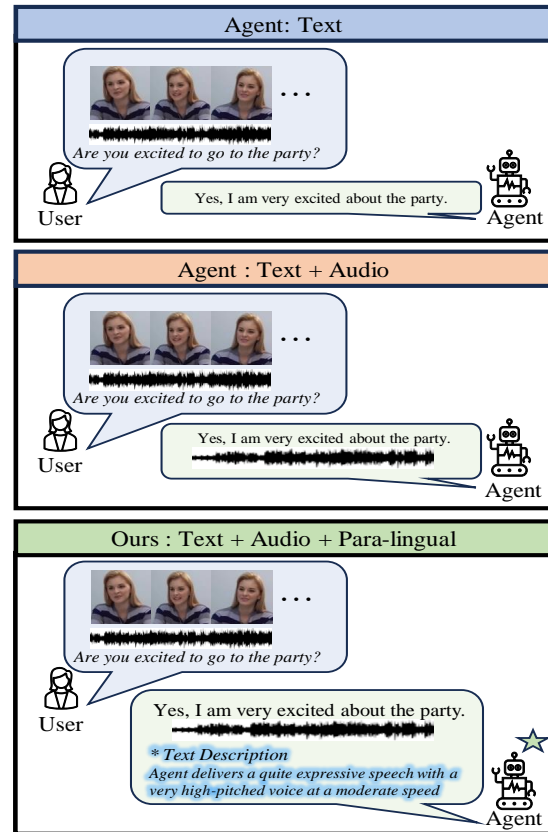 Agent: Text
...
Are you excited to go to the party?
Yes, I am very excited about the party.
User
Agent
Agent : Text + Audio
...
Are you excited to go to the party?
Yes, I am very excited about the party.
User
Agent
Ours : Text + Audio + Para-lingual
...
Are you excited to go to the party?
User
Yes, I am very excited about the party.
* Text Description
Agent delivers a quite expressive speech with a
very high-pitched voice at a moderate speed
Agent